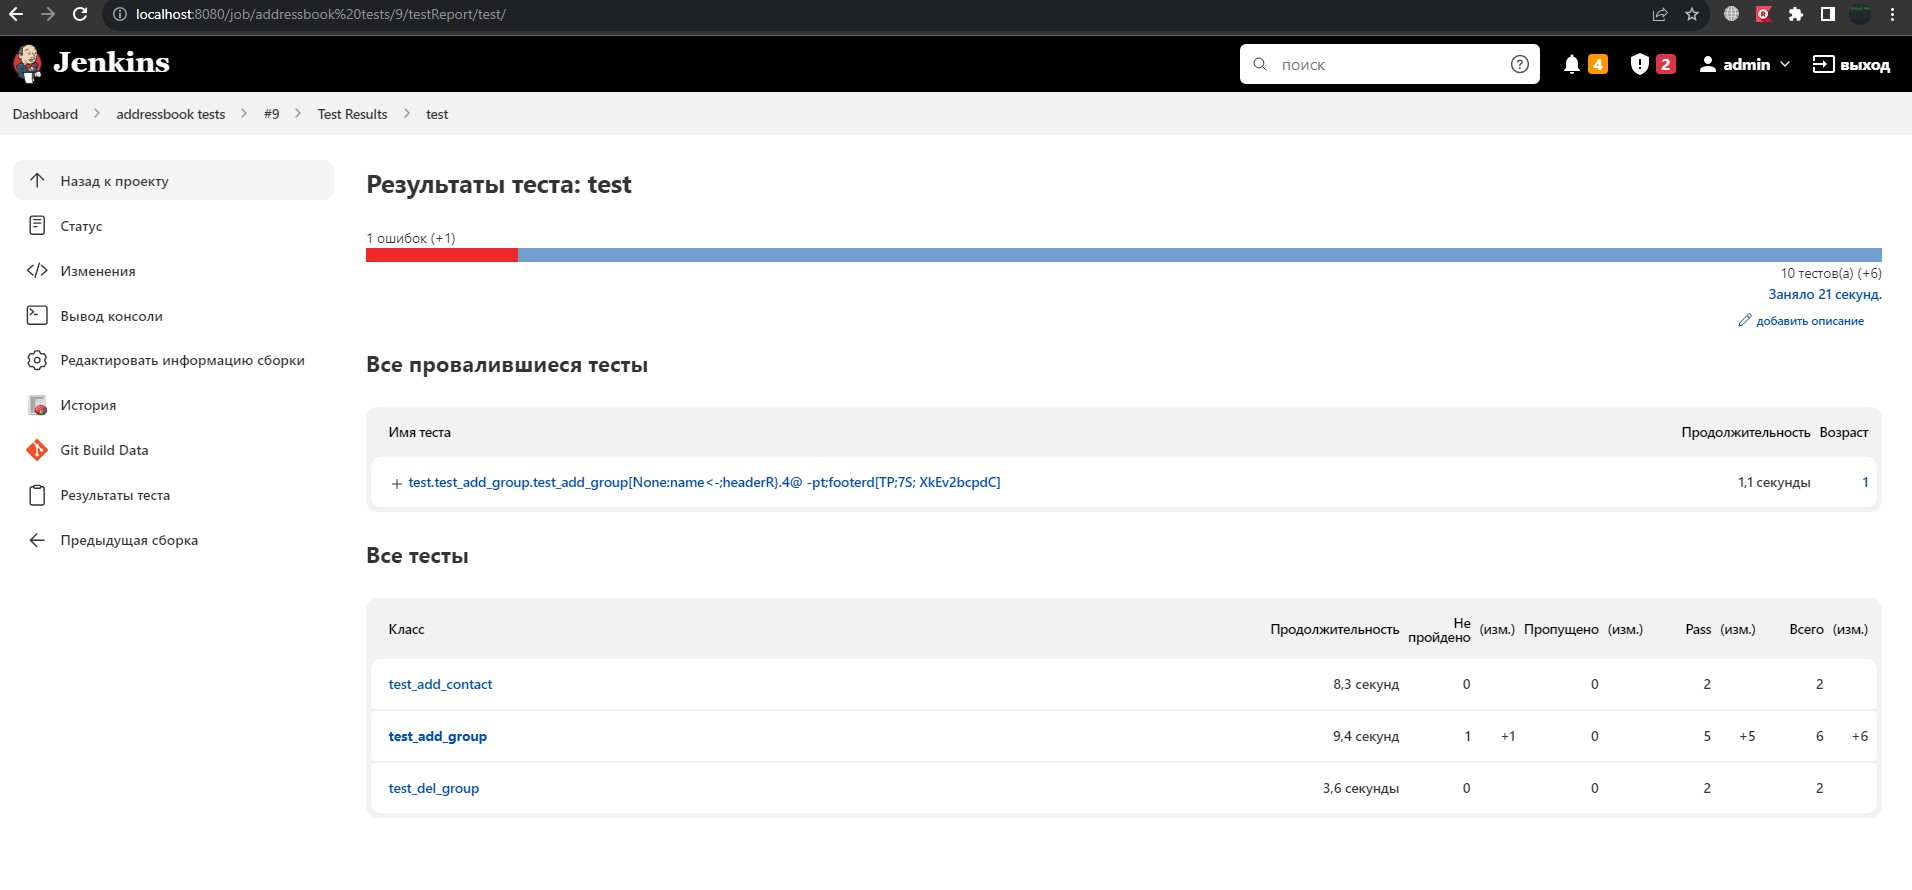 localhost:8080/job/addressbook%20tests/9/testReport/test/
Jenkins
поиск
4
2
admin
выход
Dashboard
addressbook tests
#9
Test Results
test
Назад к проекту
Статус
Изменения
Вывод консоли
Редактировать информацию сборки
История
Git Build Data
Результаты теста
Предыдущая сборка
Результаты теста: test
1 ошибок (+1)
10 тестов(а) (+6)
Заняло 21 секунд.
добавить описание
Все провалившиеся тесты
Имя теста Продолжительность Возраст
test.test_add_group.test_add_group[None:name<-;headerR}.4@ -pt;footerd[TP;7S; XkEv2bcpdC] 1,1 секунды 1
Все тесты
Класс Продолжительность Не пройдено (изм.) Пропущено (изм.) Pass (изм.) Всего (изм.)
test_add_contact 8,3 секунд 0 0 2 2
test_add_group 9,4 секунд 1 +1 0 5 +5 6 +6
test_del_group 3,6 секунды 0 0 2 2